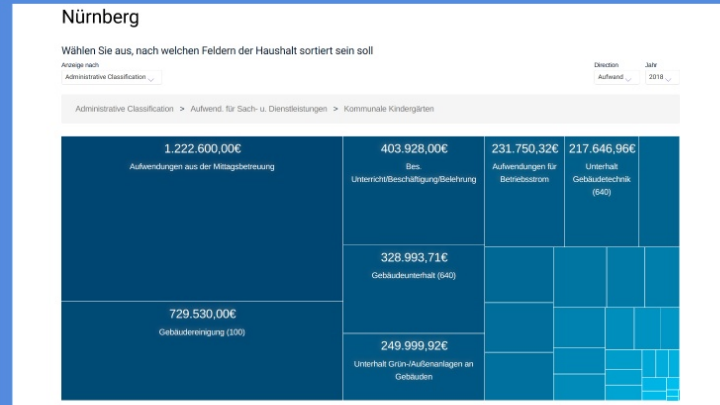 Nürnberg
Wählen Sie aus, nach welchen Feldern der Haushalt sortiert sein soll
Anzeige nach
Direction
Jahr
Administrative Classification
Aufwand
2018
Administrative Classification > Aufwend. für Sach- u. Dienstleistungen > Kommunale Kindergärten
1.222.600,00€
Aufwendungen aus der Mittagsbetreuung
729.530,00€
Gebäudereinigung (100)
403.928,00€
Bes.
Unterricht/Beschäftigung/Belehrung
328.993,71€
Gebäudeunterhalt (640)
249.999,92€
Unterhalt Grün-/Außenanlagen an
Gebäuden
231.750,32€
Aufwendungen für
Betriebsstrom
217.646,96€
Unterhalt
Gebäudetechnik
(640)